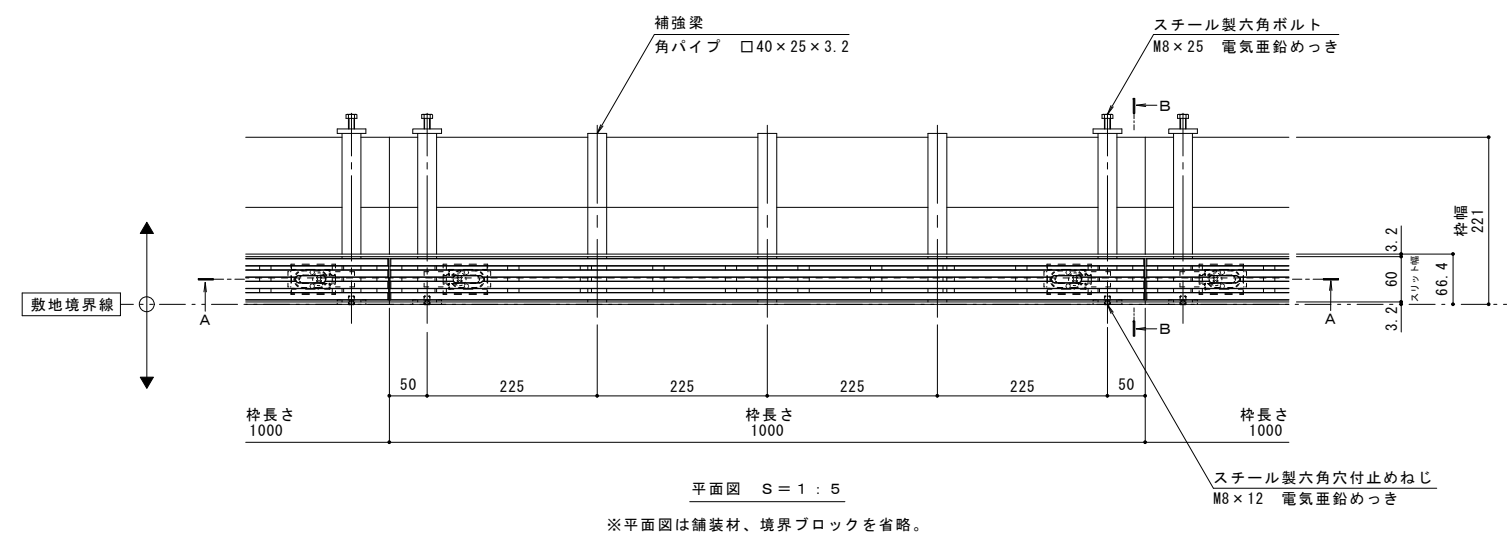 補強梁
角パイプ　□40×25×3.2
スチール製六角ボルト
M8×25　電気亜鉛めっき
B
敷地境界線
A
A
B
3.2
60
スリット幅
3.2
66.4
枠幅
221
50
225
225
225
225
50
枠長さ
1000
枠長さ
1000
枠長さ
1000
スチール製六角穴付止めねじ
M8×12　電気亜鉛めっき
平面図　S＝1：5
※平面図は舗装材、境界ブロックを省略。